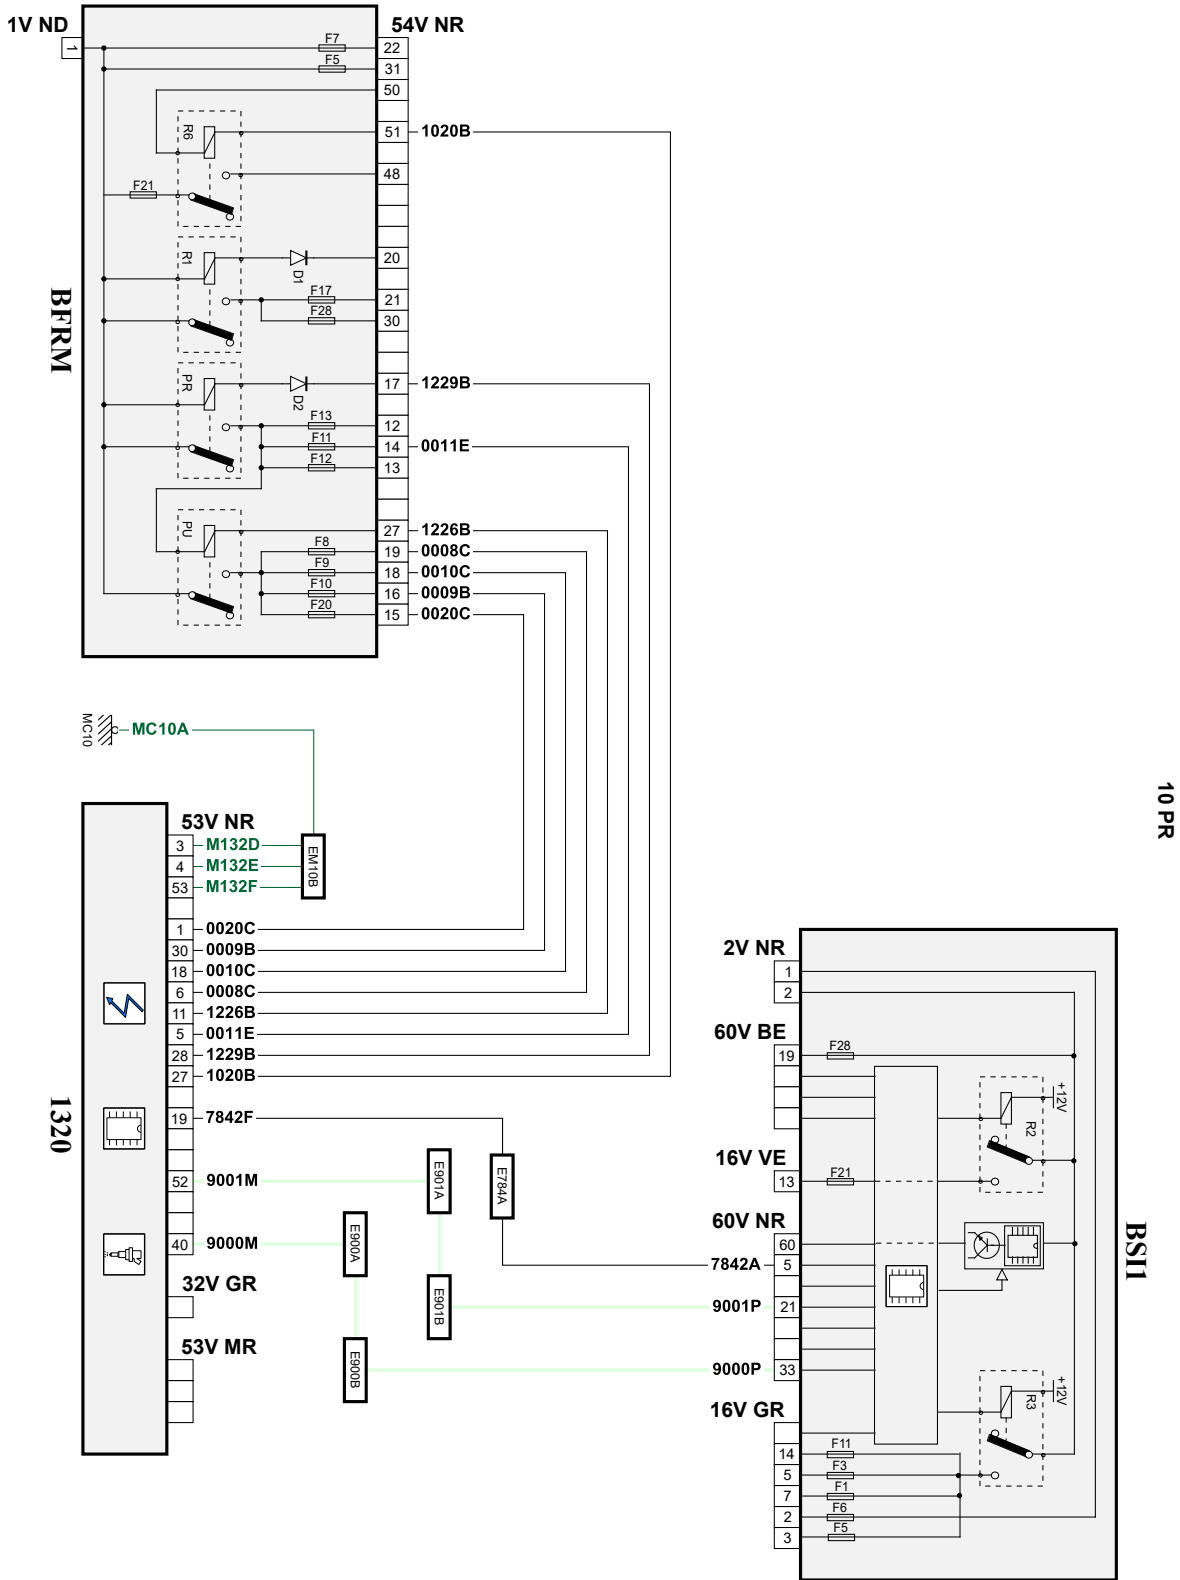 1V ND
54V NR
1
F7
22
F5
31
50
R6
51
1020B
48
F21
R1
D1
20
F17
21
F28
30
BFRM
PR
D2
17
1229B
F13
12
F11
14
0011E
F12
13
PU
27
1226B
F8
19
0008C
F9
18
0010C
F10
16
0009B
F20
15
0020C
MC10
MC10A
10 PR
53V NR
3
M132D
4
M132E
53
M132F
EM10B
1
0020C
30
0009B
18
0010C
6
0008C
11
1226B
5
0011E
28
1229B
27
1020B
19
7842F
52
9001M
40
9000M
32V GR
53V MR
1320
E901A
E784A
E900A
E901B
E900B
2V NR
1
2
60V BE
19
F28
+12V
R2
16V VE
13
F21
60V NR
60
7842A
5
9001P
21
9000P
33
BSI1
+12V
R3
16V GR
14
F11
5
F3
7
F1
2
F6
3
F5